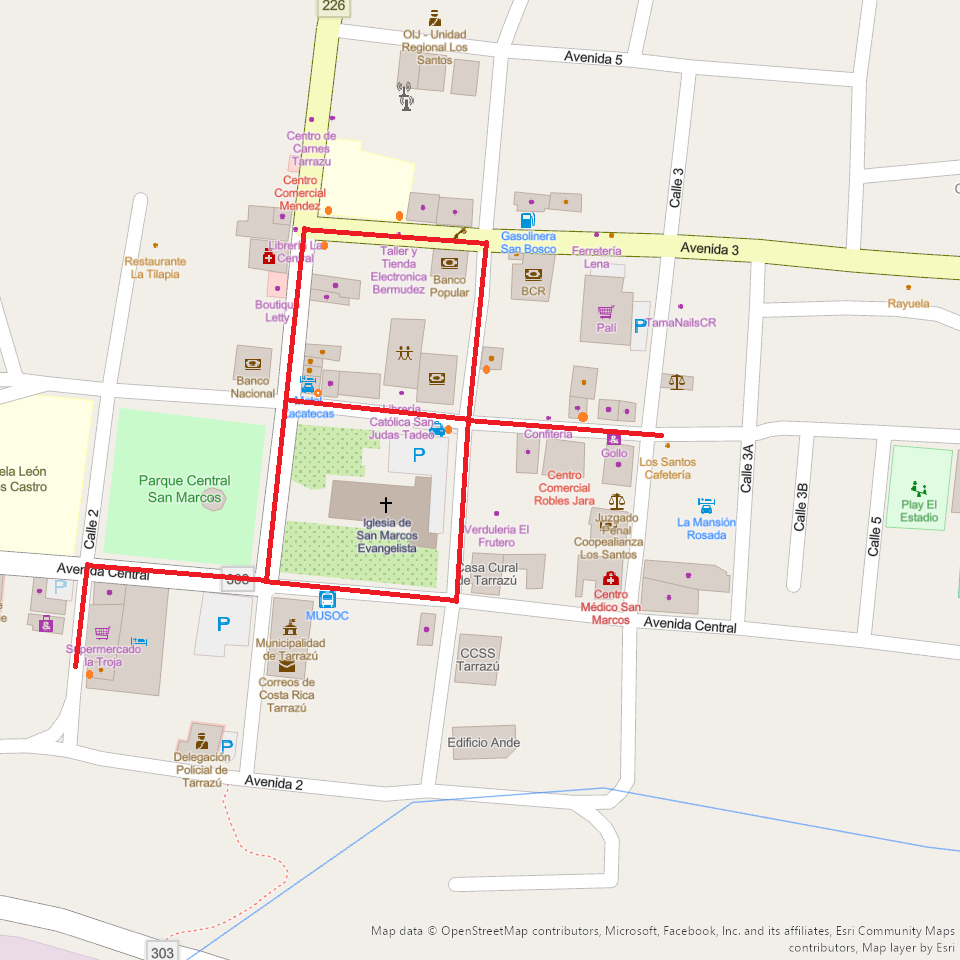 226
OIJ - Unidad
Regional Los
Santos
Avenida 5
Centro de
Carnes
Tarrazu
Centro
Comercial
Mendez
Calle 3
Librería La
Central
Taller y
Tienda
Electronica
Bermudez
Banco
Popular
Gasolinera
San Bosco
Ferretería
Lena
Avenida 3
Restaurante
La Tilapia
BCR
Boutique
Letty
Palí
P
TamaNailsCR
Rayuela
Banco
Nacional
Zacatecas
Librería
Católica San
Judas Tadeo
P
Confitería
Gollo
Los Santos
Cafetería
Centro
Comercial
Robles Jara
Calle 3A
Calle 3B
Calle 5
Play El
Estadio
La Mansión
Rosada
Juzgado
Penal
Coopealianza
Los Santos
Parque Central
San Marcos
ela León
s Castro
Calle 2
Iglesia de
San Marcos
Evangelista
Verduleria El
Frutero
Casa Cural
de Tarrazú
Centro
Médico San
Marcos
Avenida Central
303
P
MUSOC
P
Avenida Central
Supermercado
la Troja
Municipalidad
de Tarrazú
Correos de
Costa Rica
Tarrazú
CCSS
Tarrazú
Edificio Ande
P
Delegación
Policial de
Tarrazú
Avenida 2
303
Map data © OpenStreetMap contributors, Microsoft, Facebook, Inc. and its affiliates, Esri Community Maps
contributors, Map layer by Esri